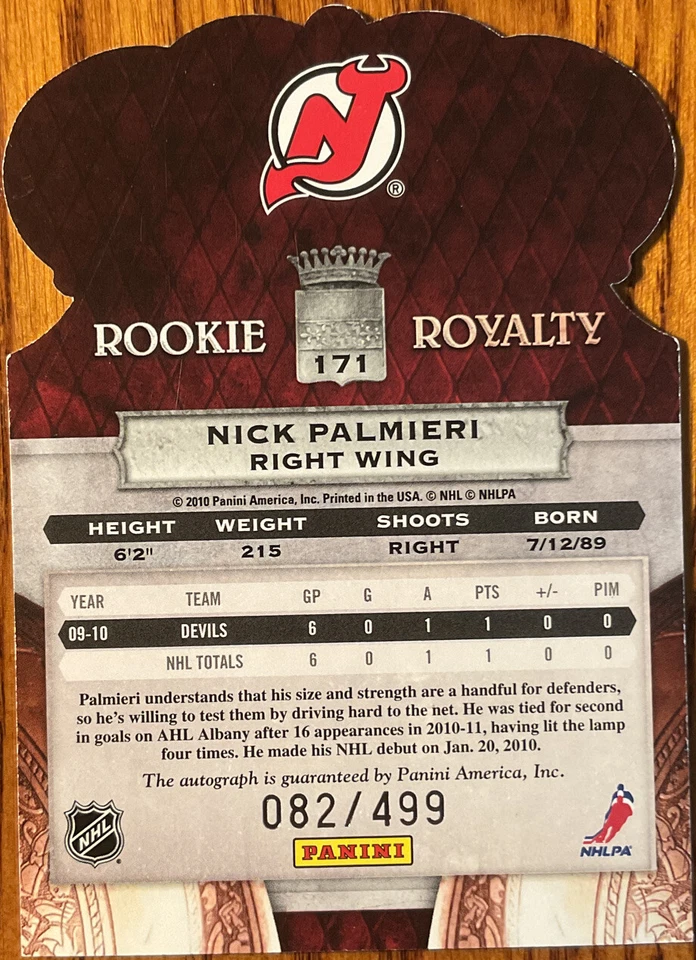 ®
ROOKIE 171 ROYALTY
NICK PALMIERI
RIGHT WING
© 2010 Panini America, Inc. Printed in the USA. © NHL © NHLPA
HEIGHT WEIGHT SHOOTS BORN
6'2" 215 RIGHT 7/12/89
YEAR TEAM GP G A PTS +/- PIM
09-10 DEVILS 6 0 1 1 0 0
NHL TOTALS 6 0 1 1 0 0
Palmieri understands that his size and strength are a handful for defenders,
so he's willing to test them by driving hard to the net. He was tied for second
in goals on AHL Albany after 16 appearances in 2010-11, having lit the lamp
four times. He made his NHL debut on Jan. 20, 2010.
The autograph is guaranteed by Panini America, Inc.
082/499
NHL
PANINI
NHLPA